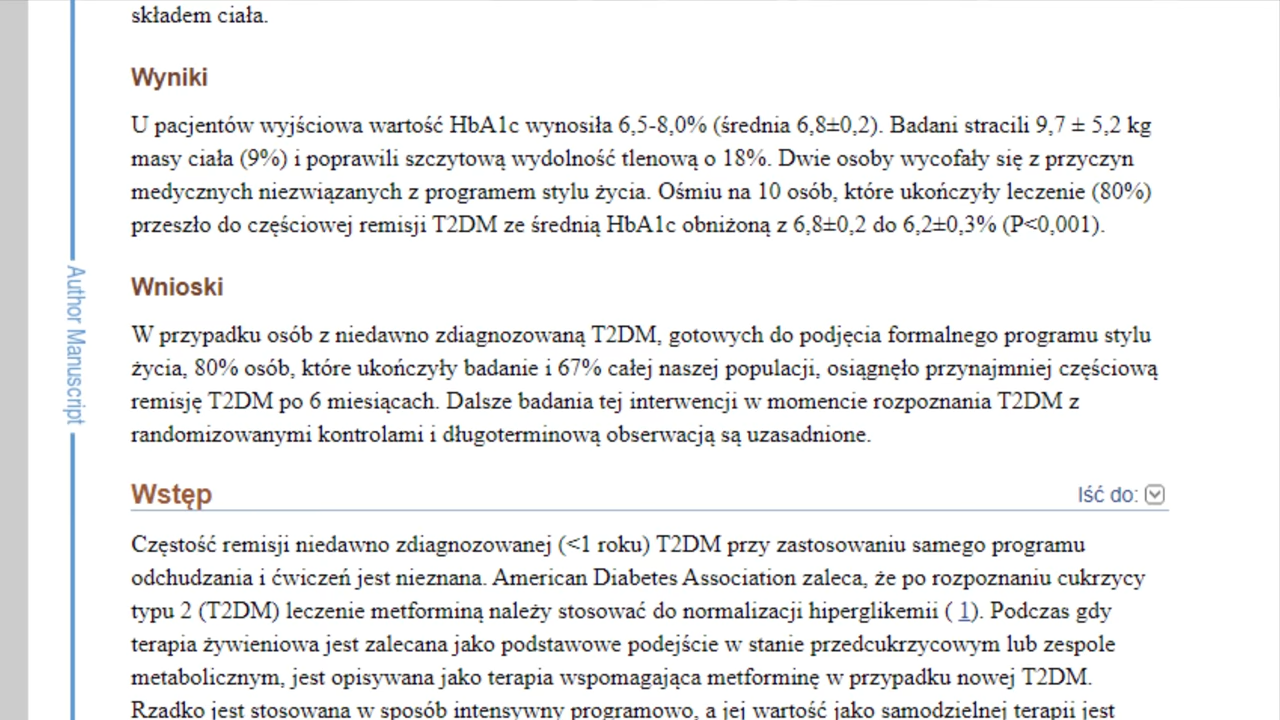 składem ciała.
Wyniki
U pacjentów wyjściowa wartość HbA1c wynosiła 6,5-8,0% (średnia 6,8±0,2). Badani stracili 9,7 ± 5,2 kg
masy ciała (9%) i poprawili szczytową wydolność tlenową o 18%. Dwie osoby wycofały się z przyczyn
medycznych niezwiązanych z programem stylu życia. Ośmiu na 10 osób, które ukończyły leczenie (80%)
przeszło do częściowej remisji T2DM ze średnią HbA1c obniżoną z 6,8±0,2 do 6,2±0,3% (P<0,001).
Wnioski
W przypadku osób z niedawno zdiagnozowaną T2DM, gotowych do podjęcia formalnego programu stylu
życia, 80% osób, które ukończyły badanie i 67% całej naszej populacji, osiągnęło przynajmniej częściową
remisję T2DM po 6 miesiącach. Dalsze badania tej interwencji w momencie rozpoznania T2DM z
randomizowanymi kontrolami i długoterminową obserwacją są uzasadnione.
Wstęp
Iść do:
Częstość remisji niedawno zdiagnozowanej (<1 roku) T2DM przy zastosowaniu samego programu
odchudzania i ćwiczeń jest nieznana. American Diabetes Association zaleca, że po rozpoznaniu cukrzycy
typu 2 (T2DM) leczenie metforminą należy stosować do normalizacji hiperglikemii ( 1). Podczas gdy
terapia żywieniowa jest zalecana jako podstawowe podejście w stanie przedcukrzycowym lub zespole
metabolicznym, jest opisywana jako terapia wspomagająca metforminę w przypadku nowej T2DM.
Rzadko jest stosowana w sposób intensywny programowo, a jej wartość jako samodzielnej terapii jest
Author Manuscript